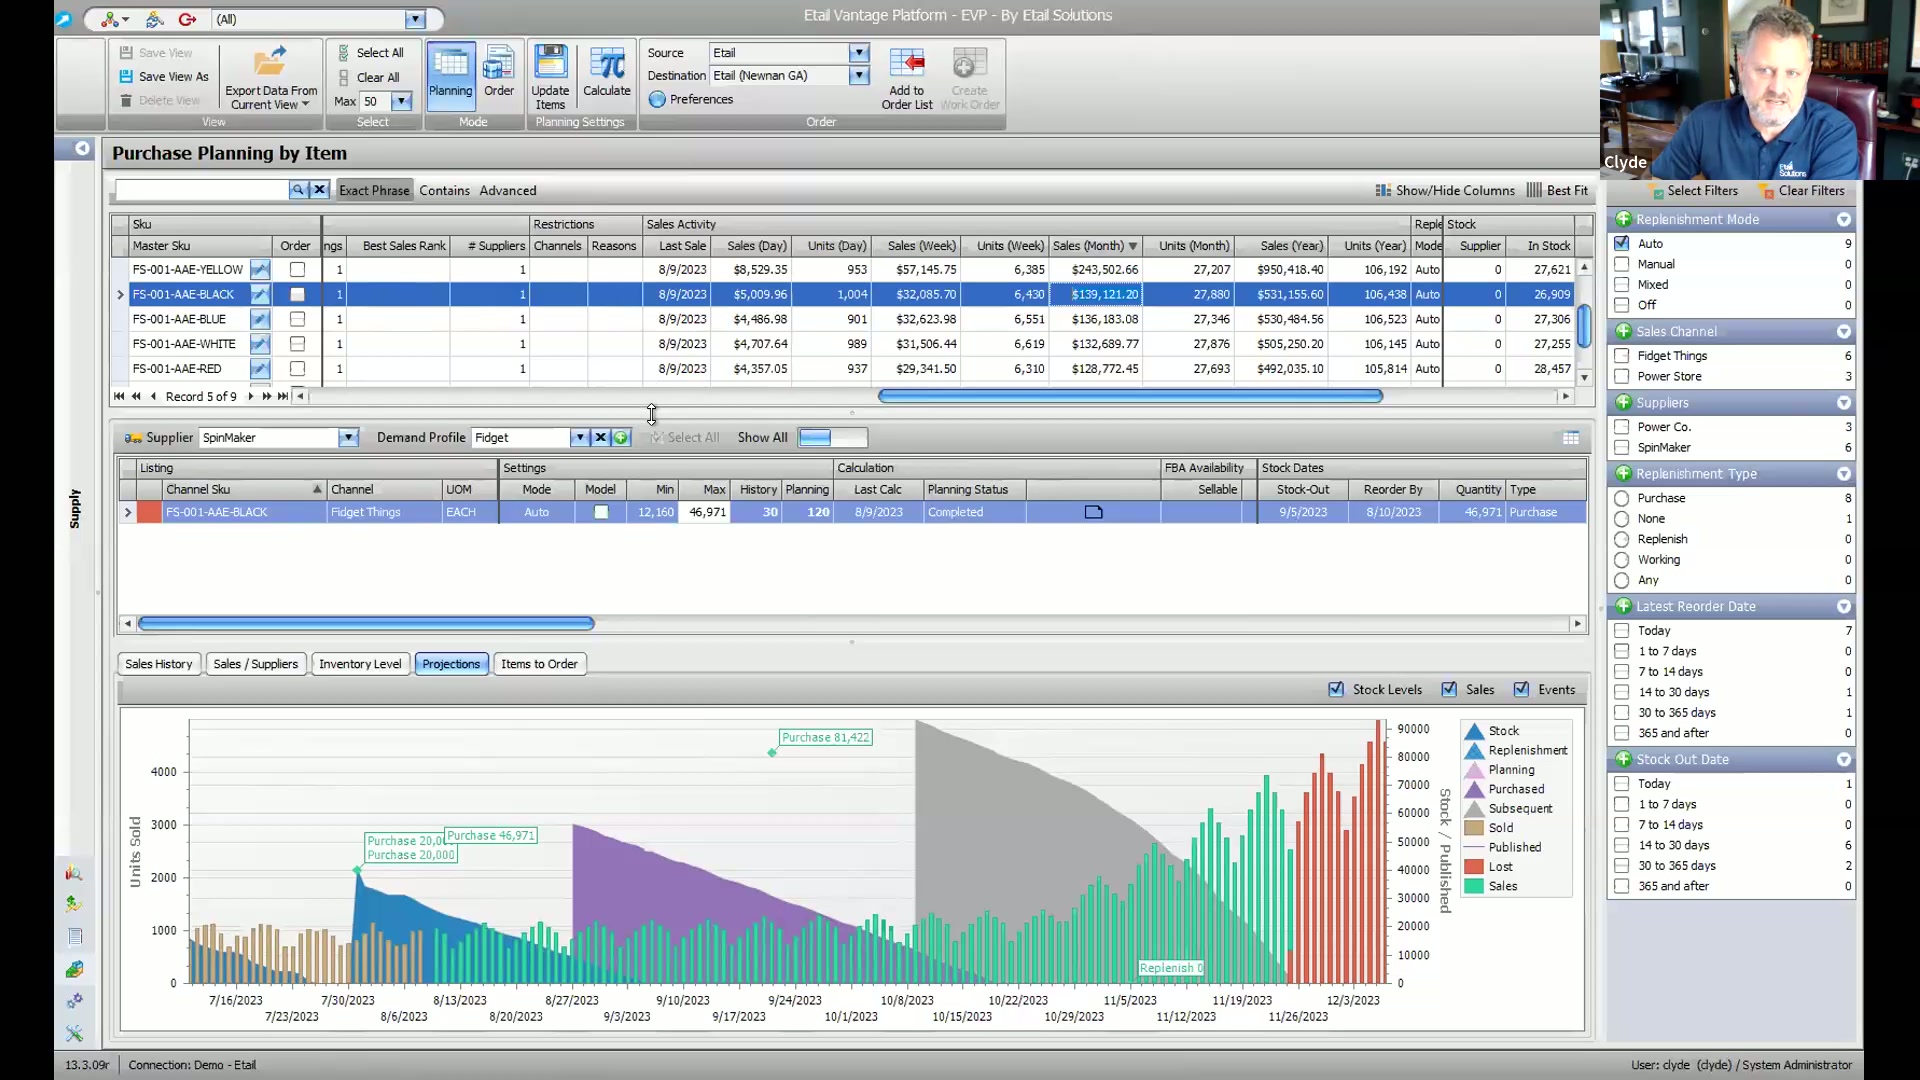 (All)
Etail Vantage Platform - EVP - By Etail Solutions
Save View
Save View As
Delete View
Export Data From
Current View
View
Select All
Clear All
Max 50
Select
Planning
Order
Mode
Update
Items
Calculate
Planning Settings
Source Etail
Destination Etail (Newnan GA)
Preferences
Add to
Order List
Create
Work Order
Order
Clyde
Etail
Solutions
Purchase Planning by Item
Exact Phrase Contains Advanced
Show/Hide Columns Best Fit
Sku Restrictions Sales Activity Reple Stock
Master Sku Order ngs Best Sales Rank # Suppliers Channels Reasons Last Sale Sales (Day) Units (Day) Sales (Week) Units (Week) Sales (Month) Units (Month) Sales (Year) Units (Year) Mode Supplier In Stock
FS-001-AAE-YELLOW 1 1 8/9/2023 $8,529.35 953 $57,145.75 6,385 $243,502.66 27,207 $950,418.40 106,192 Auto 0 27,621
FS-001-AAE-BLACK 1 1 8/9/2023 $5,009.96 1,004 $32,085.70 6,430 $139,121.20 27,880 $531,155.60 106,438 Auto 0 26,909
FS-001-AAE-BLUE 1 1 8/9/2023 $4,486.98 901 $32,623.98 6,551 $136,183.08 27,346 $530,484.56 106,523 Auto 0 27,306
FS-001-AAE-WHITE 1 1 8/9/2023 $4,707.64 989 $31,506.44 6,619 $132,689.77 27,876 $505,250.20 106,145 Auto 0 27,255
FS-001-AAE-RED 1 1 8/9/2023 $4,357.05 937 $29,341.50 6,310 $128,772.45 27,693 $492,035.10 105,814 Auto 0 28,457
Record 5 of 9
Supplier SpinMaker Demand Profile Fidget Select All Show All
Listing Settings Calculation FBA Availability Stock Dates
Channel Sku Channel UOM Mode Model Min Max History Planning Last Calc Planning Status Sellable Stock-Out Reorder By Quantity Type
FS-001-AAE-BLACK Fidget Things EACH Auto 12,160 46,971 30 120 8/9/2023 Completed 9/5/2023 8/10/2023 46,971 Purchase
Sales History Sales / Suppliers Inventory Level Projections Items to Order
Stock Levels Sales Events
Units Sold
4000
3000
2000
1000
0
Purchase 20,00
Purchase 20,000
Purchase 46,971
Purchase 81,422
Replenish 0
7/16/2023 7/30/2023 8/13/2023 8/27/2023 9/10/2023 9/24/2023 10/8/2023 10/22/2023 11/5/2023 11/19/2023 12/3/2023
7/23/2023 8/6/2023 8/20/2023 9/3/2023 9/17/2023 10/1/2023 10/15/2023 10/29/2023 11/12/2023 11/26/2023
90000
80000
70000
60000
50000
40000
30000
20000
10000
0
Stock / Published
Stock
Replenishment
Planning
Purchased
Subsequent
Sold
Published
Lost
Sales
Supply
Select Filters Clear Filters
Replenishment Mode
Auto 9
Manual 0
Mixed 0
Off 0
Sales Channel
Fidget Things 6
Power Store 3
Suppliers
Power Co. 3
SpinMaker 6
Replenishment Type
Purchase 8
None 1
Replenish 0
Working 0
Any 0
Latest Reorder Date
Today 7
1 to 7 days 0
7 to 14 days 0
14 to 30 days 1
30 to 365 days 1
365 and after 0
Stock Out Date
Today 1
1 to 7 days 0
7 to 14 days 0
14 to 30 days 6
30 to 365 days 2
365 and after 0
13.3.09r Connection: Demo - Etail
User: clyde (clyde) / System Administrator